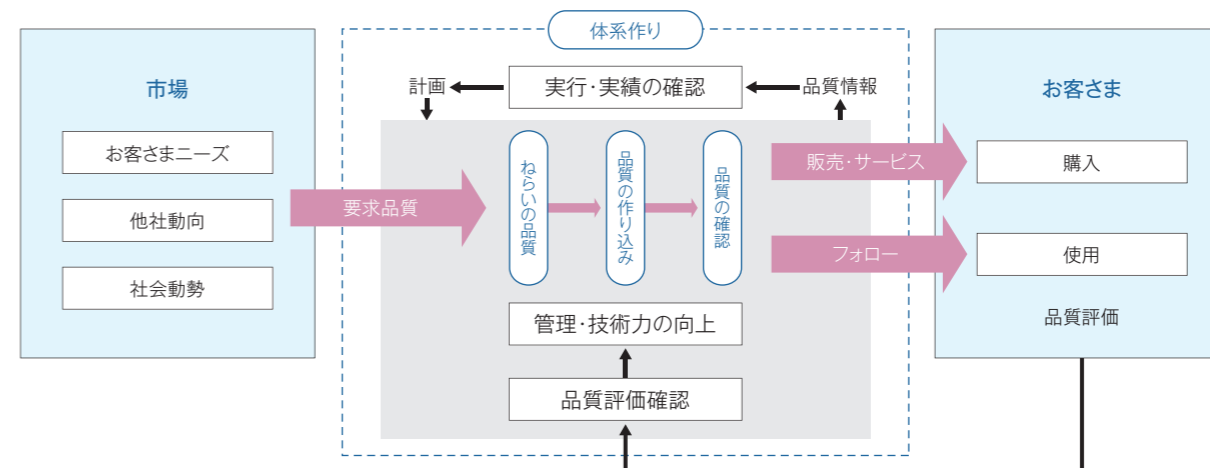 体系作り
市場
お客さまニーズ
他社動向
社会動勢
要求品質
計画
実行・実績の確認
品質情報
ねらいの品質
品質の作り込み
品質の確認
管理・技術力の向上
品質評価確認
販売・サービス
フォロー
お客さま
購入
使用
品質評価